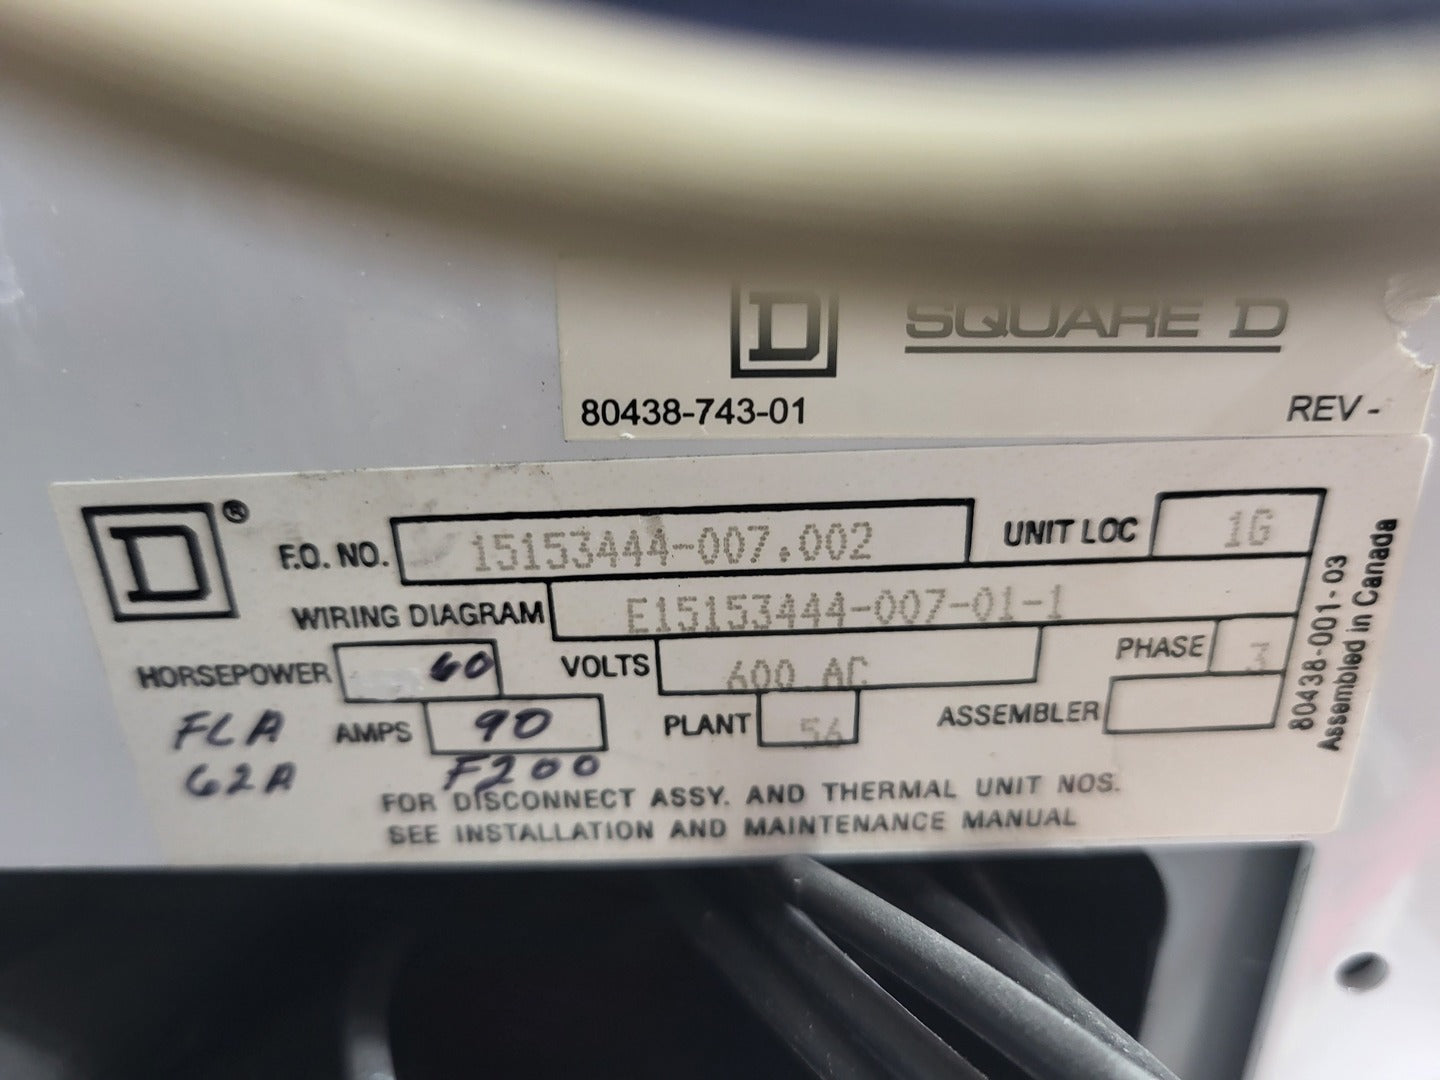 D SQUARE D
80438-743-01 REV -
D ® F.O. NO. 15153444-007.002 UNIT LOC 1G
WIRING DIAGRAM E15153444-007-01-1
HORSEPOWER 60 VOLTS 600 AC PHASE 3
FLA AMPS 90 PLANT 56 ASSEMBLER
62A F200
FOR DISCONNECT ASSY. AND THERMAL UNIT NOS.
SEE INSTALLATION AND MAINTENANCE MANUAL
80438-001-03
Assembled in Canada